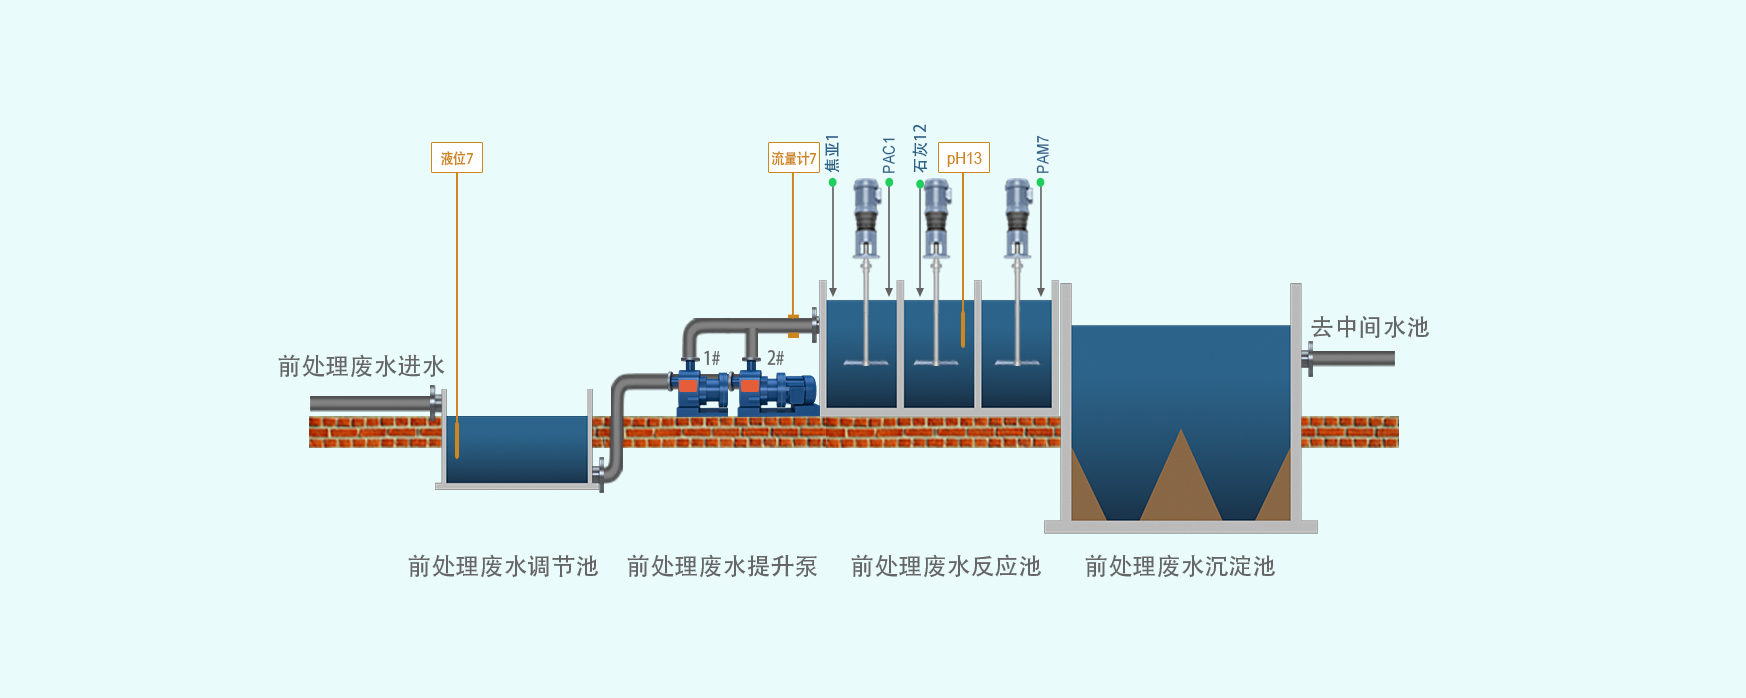 焦亚1
PAC1
石灰12
PAM7
液位7
流量计7
pH13
去中间水池
1#
2#
前处理废水进水
前处理废水调节池
前处理废水提升泵
前处理废水反应池
前处理废水沉淀池